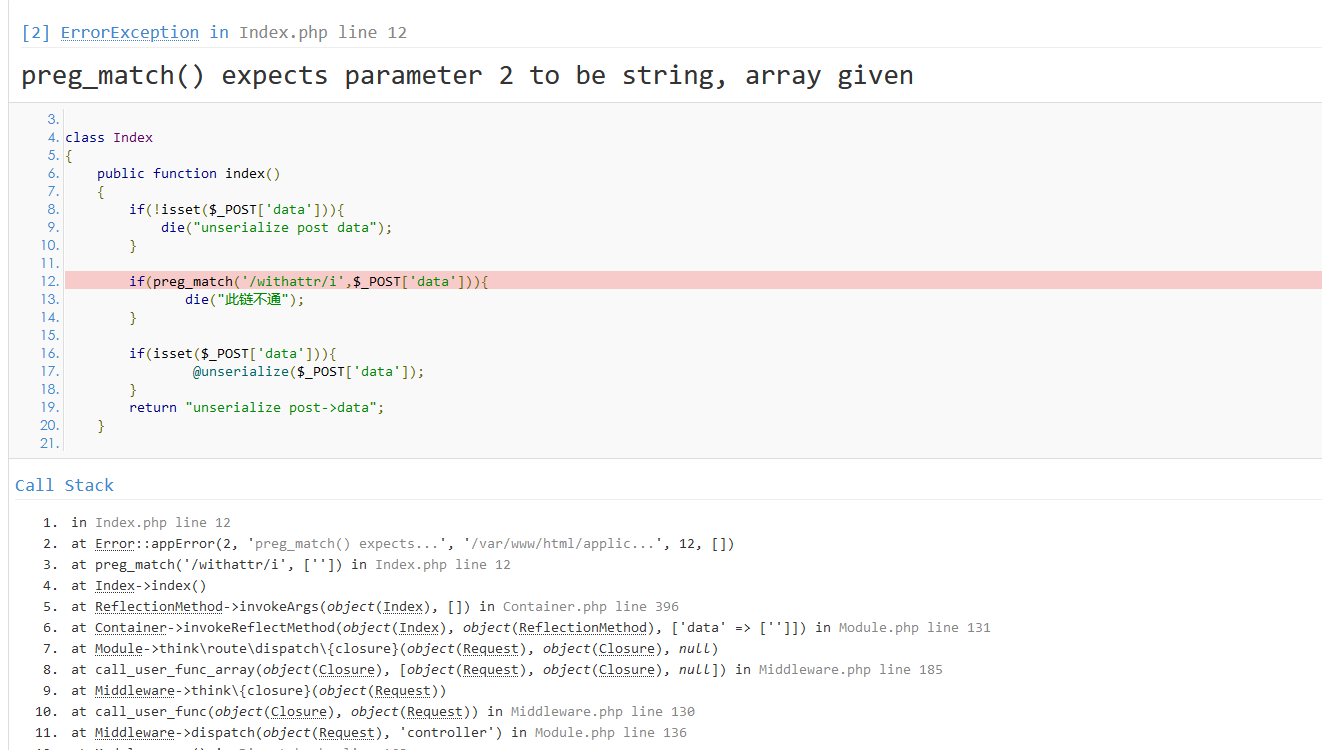 [2] ErrorException in Index.php line 12
preg_match() expects parameter 2 to be string, array given
3.
4. class Index
5. {
6.     public function index()
7.     {
8.         if(!isset($_POST['data'])){
9.             die("unserialize post data");
10.         }
11.
12.         if(preg_match('/withattr/i',$_POST['data'])){
13.                die("此链不通");
14.         }
15.
16.         if(isset($_POST['data'])){
17.                 @unserialize($_POST['data']);
18.         }
19.         return "unserialize post->data";
20.     }
21.
Call Stack
1. in Index.php line 12
2. at Error::appError(2, 'preg_match() expects...', '/var/www/html/applic...', 12, [])
3. at preg_match('/withattr/i', ['']) in Index.php line 12
4. at Index->index()
5. at ReflectionMethod->invokeArgs(object(Index), []) in Container.php line 396
6. at Container->invokeReflectMethod(object(Index), object(ReflectionMethod), ['data' => ['']]) in Module.php line 131
7. at Module->think\route\dispatch\{closure}(object(Request), object(Closure), null)
8. at call_user_func_array(object(Closure), [object(Request), object(Closure), null]) in Middleware.php line 185
9. at Middleware->think\{closure}(object(Request))
10. at call_user_func(object(Closure), object(Request)) in Middleware.php line 130
11. at Middleware->dispatch(object(Request), 'controller') in Module.php line 136